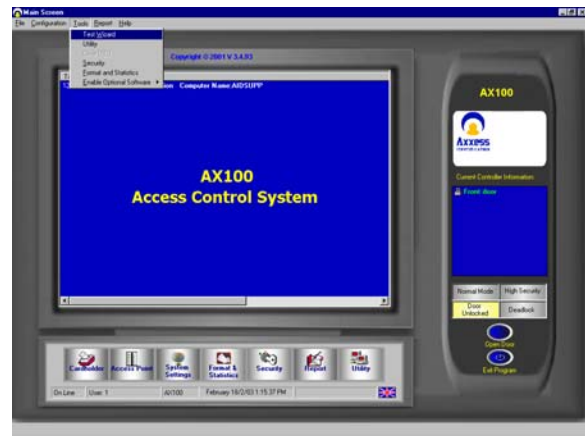 Main Screen
File Configuration Tools Report Help
Test Wizard
Utility
Security
Format and Statistics
Enable Optional Software
Copyright © 2001 V 3.4.93
Computer Name:AIDSUPP
AX100
Access Control System
AX100
Axxess
Current Controller Information
Front door
Normal Mode
High Security
Door Unlocked
Deadlock
Open Door
Exit Program
Cardholder
Access Point
System Settings
Format & Statistics
Security
Report
Utility
On Line
User: 1
AX100
February 16/2/03 1:15:37 PM